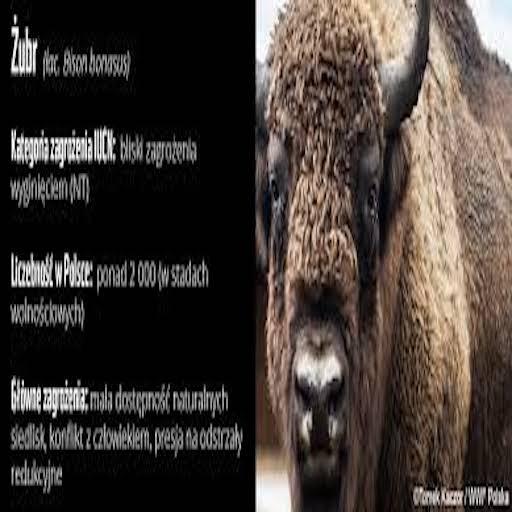 Żubr (łac. Bison bonasus)
Kategoria zagrożenia IUCN: bliski zagrożenia
wyginięciem (NT)
Liczebność w Polsce: ponad 2 000 (w stadach
wolnościowych)
Główne zagrożenia: mała dostępność naturalnych
siedlisk, konflikt z człowiekiem, presja na odstrzały
redukcyjne
©Tomek Kaczor / WWF Polska